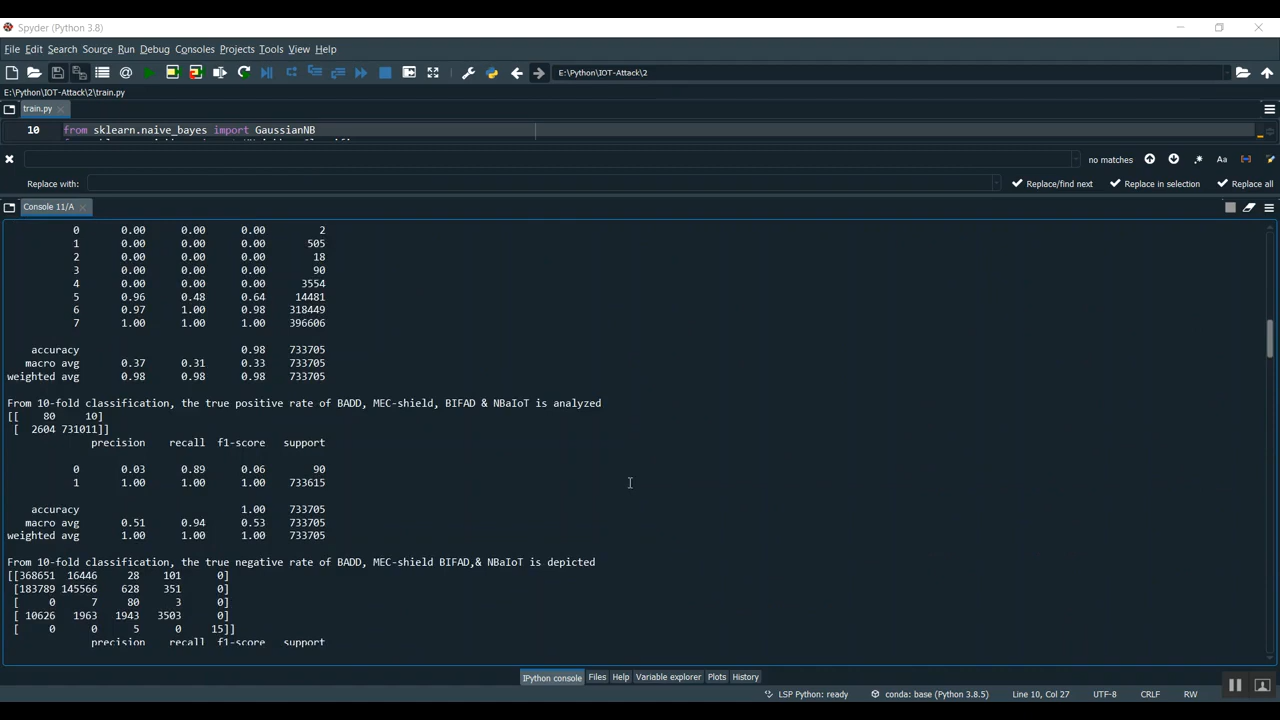 Spyder (Python 3.8)
File Edit Search Source Run Debug Consoles Projects Tools View Help
E:\Python\IOT-Attack\2
E:\Python\IOT-Attack\2\train.py
train.py
10 from sklearn.naive_bayes import GaussianNB
no matches
Aa
Replace with:
Replace/find next Replace in selection Replace all
Console 11/A
0 0.00 0.00 0.00 2
1 0.00 0.00 0.00 505
2 0.00 0.00 0.00 18
3 0.00 0.00 0.00 90
4 0.00 0.00 0.00 3554
5 0.96 0.48 0.64 14481
6 0.97 1.00 0.98 318449
7 1.00 1.00 1.00 396606
accuracy 0.98 733705
macro avg 0.37 0.31 0.33 733705
weighted avg 0.98 0.98 0.98 733705
From 10-fold classification, the true positive rate of BADD, MEC-shield, BIFAD & NBaIoT is analyzed
[[ 80 10]
[ 2604 731011]]
precision recall f1-score support
0 0.03 0.89 0.06 90
1 1.00 1.00 1.00 733615
accuracy 1.00 733705
macro avg 0.51 0.94 0.53 733705
weighted avg 1.00 1.00 1.00 733705
From 10-fold classification, the true negative rate of BADD, MEC-shield BIFAD,& NBaIoT is depicted
[[368651 16446 28 101 0]
[183789 145566 628 351 0]
[ 0 7 80 3 0]
[ 10626 1963 1943 3503 0]
[ 0 0 5 0 15]]
precision recall f1-score support
IPython console Files Help Variable explorer Plots History
LSP Python: ready conda: base (Python 3.8.5) Line 10, Col 27 UTF-8 CRLF RW